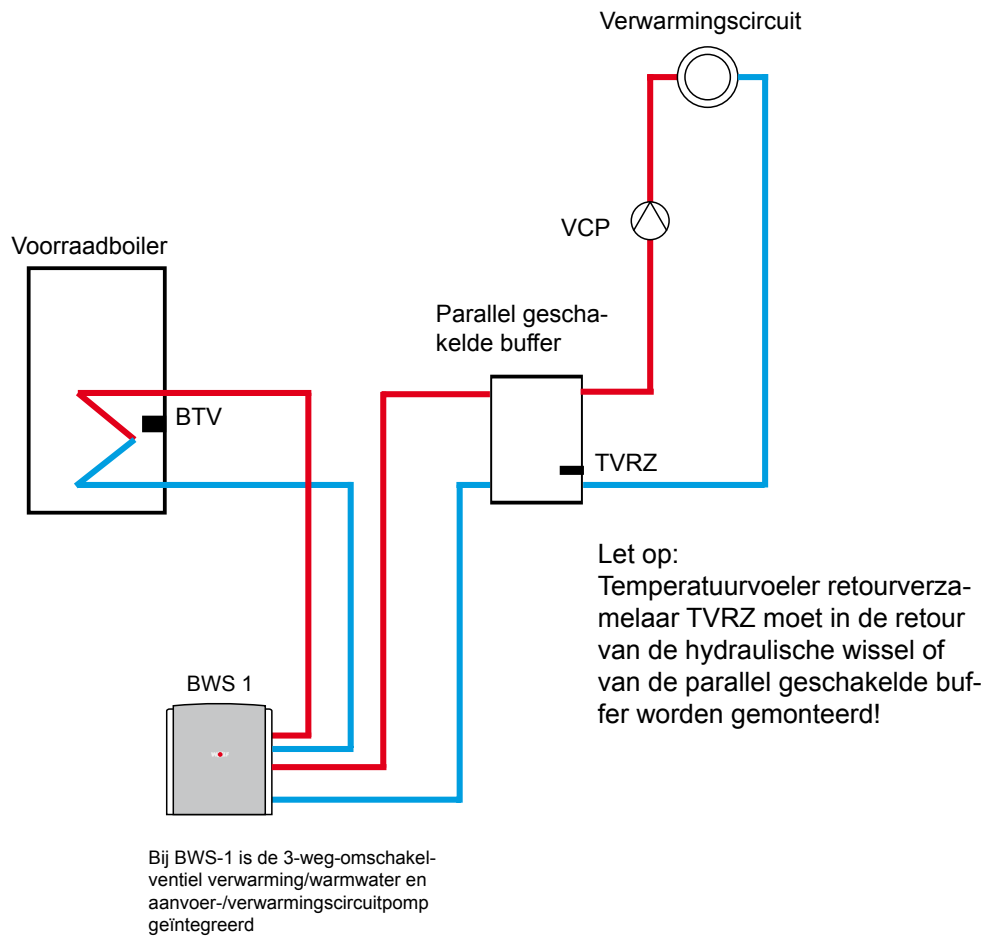 Verwarmingscircuit
VCP
Voorraadboiler
Parallel gescha-
kelde buffer
BTV
TVRZ
Let op:
Temperatuurvoeler retourverza-
melaar TVRZ moet in de retour
van de hydraulische wissel of
van de parallel geschakelde buf-
fer worden gemonteerd!
BWS 1
Bij BWS-1 is de 3-weg-omschakel-
ventiel verwarming/warmwater en
aanvoer-/verwarmingscircuitpomp
geïntegreerd